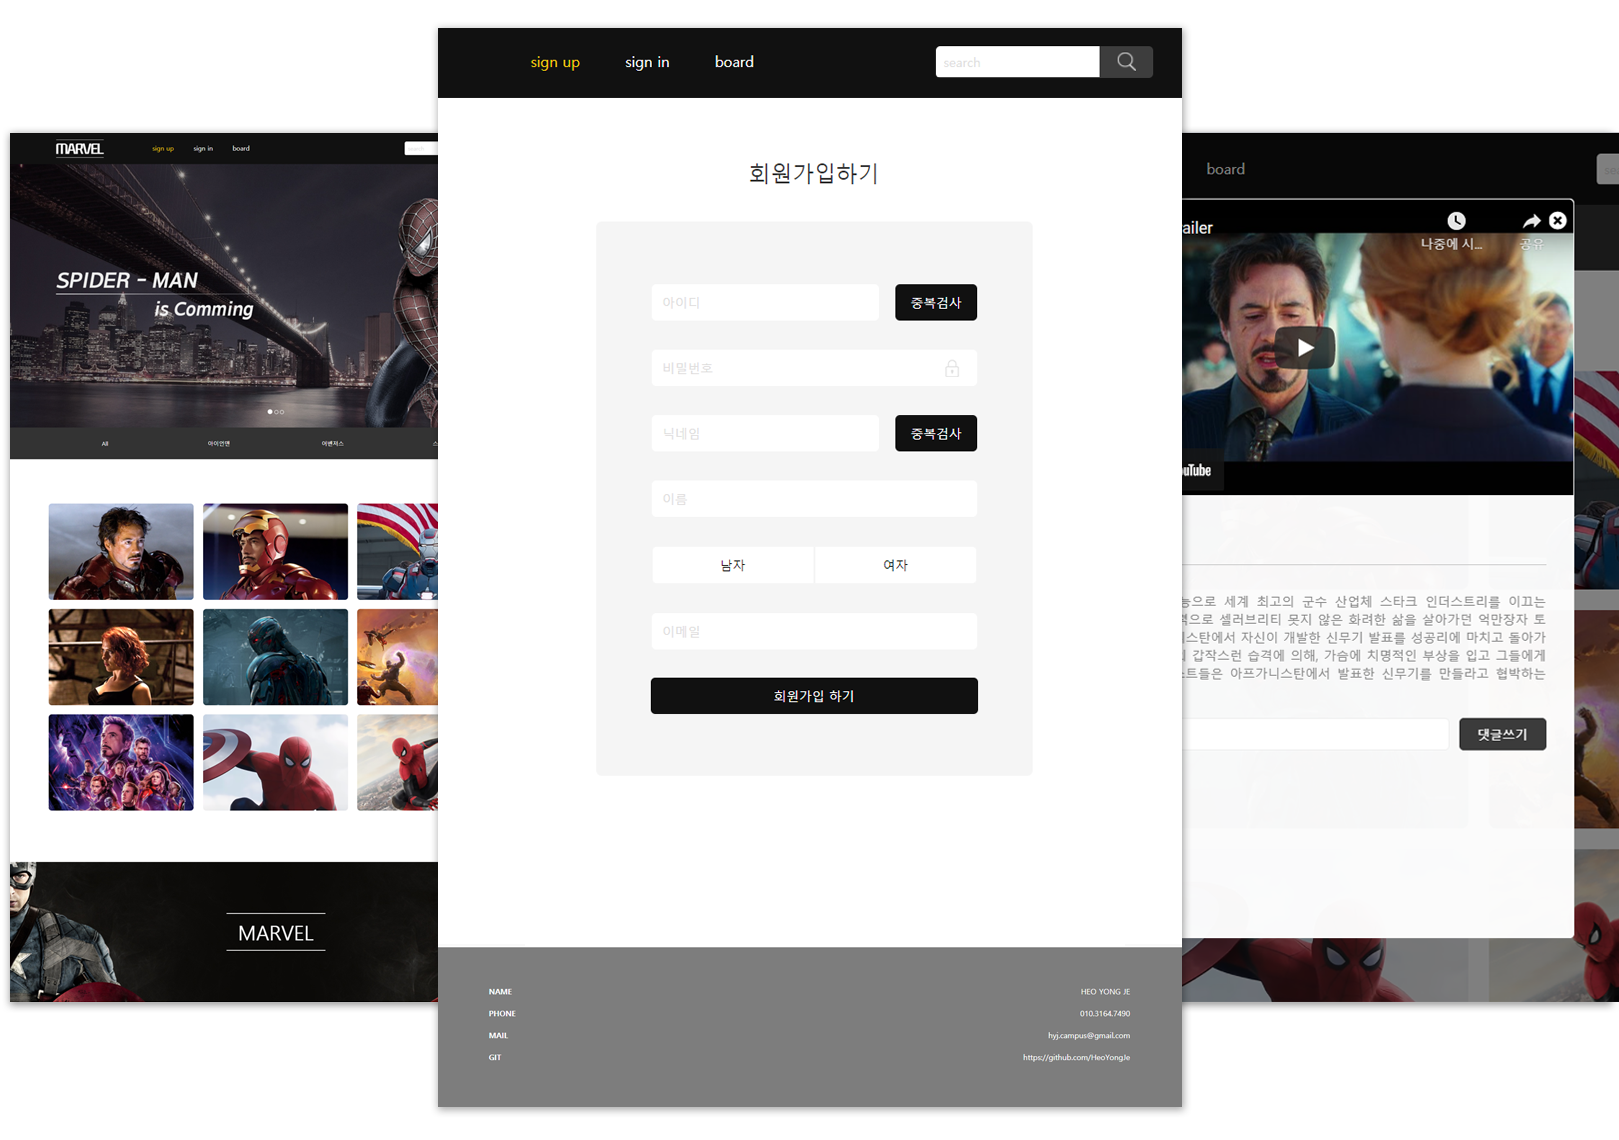 MARVEL
sign up
sign in
board
SPIDER - MAN
is Comming
All
아이언맨
어벤져스
MARVEL
sign up
sign in
board
search
회원가입하기
아이디
중복검사
비밀번호
닉네임
중복검사
이름
남자
여자
이메일
회원가입 하기
NAME
HEO YONG JE
PHONE
010.3164.7490
MAIL
hyj.campus@gmail.com
GIT
https://github.com/HeoYongJe
board
ailer
나중에 시...
공유
uTube
능으로 세계 최고의 군수 산업체 스타크 인더스트리를 이끄는
력으로 셀러브리티 못지 않은 화려한 삶을 살아가던 억만장자 토
니스탄에서 자신이 개발한 신무기 발표를 성공리에 마치고 돌아가
갑작스런 습격에 의해, 가슴에 치명적인 부상을 입고 그들에게
트들은 아프가니스탄에서 발표한 신무기를 만들라고 협박하는
댓글쓰기